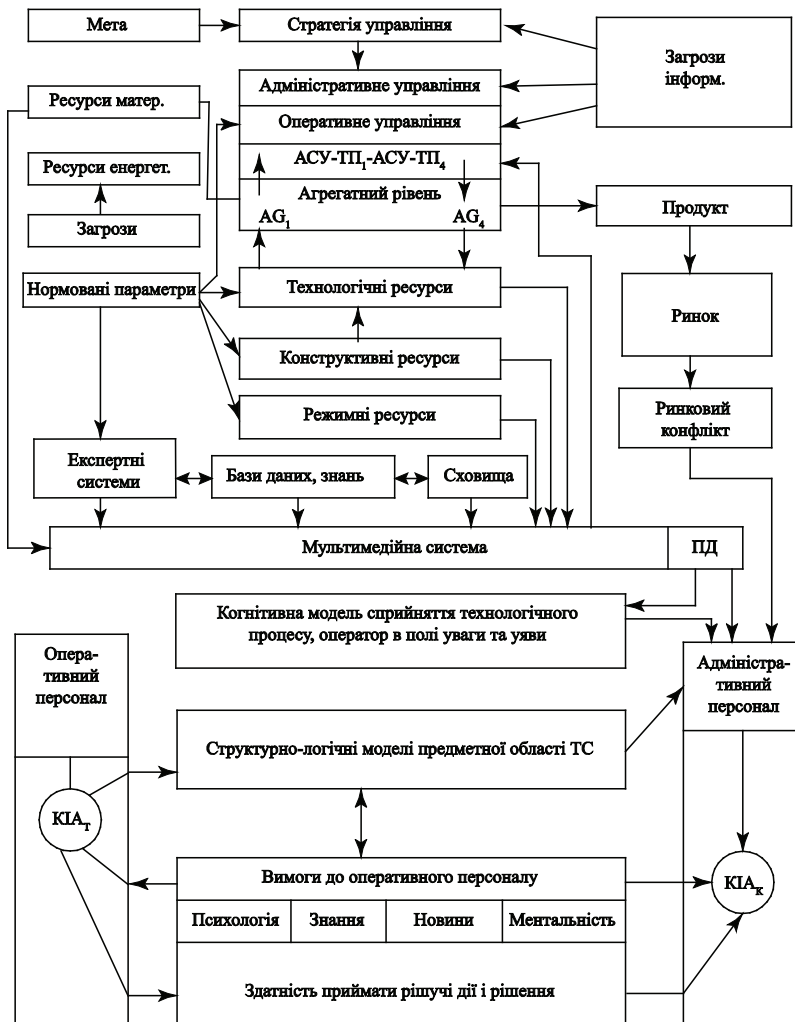 Мета
Стратегія управління
Загрози
інформ.
Адміністративне управління
Ресурси матер.
Оперативне управління
АСУ-ТП₁-АСУ-ТП₄
Ресурси енергет.
Агрегатний рівень
AG₁
AG₄
Загрози
Продукт
Нормовані параметри
Технологічні ресурси
Ринок
Конструктивні ресурси
Режимні ресурси
Ринковий
конфлікт
Експертні
системи
Бази даних, знань
Сховища
Мультимедійна система
ПД
Когнітивна модель сприйняття технологічного
процесу, оператор в полі уваги та уяви
Опера-
тивний
персонал
Адміністра-
тивний
персонал
Структурно-логічні моделі предметної області ТС
КІАт
Вимоги до оперативного персоналу
КІАк
Психологія
Знання
Новини
Ментальність
Здатність приймати рішучі дії і рішення